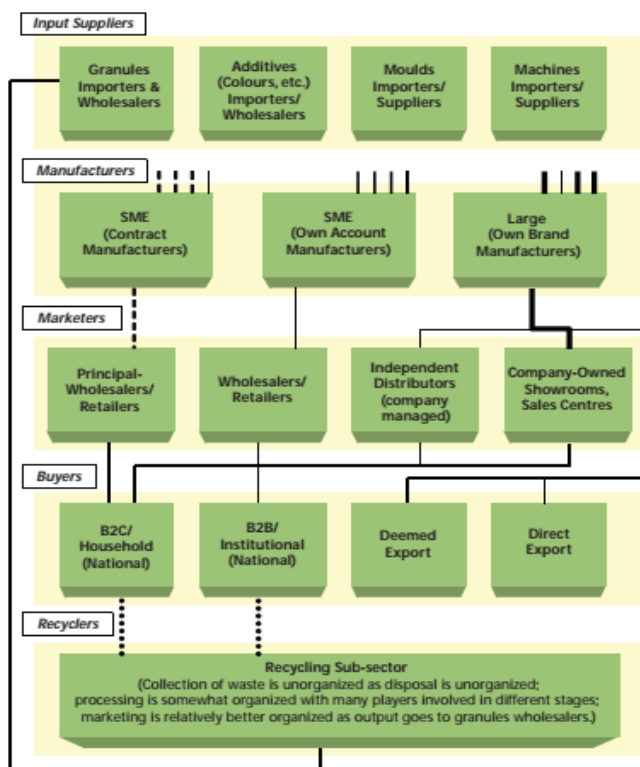 Input Suppliers
Granules
Importers &
Wholesalers
Additives
(Colours, etc.)
Importers/
Wholesalers
Moulds
Importers/
Suppliers
Machines
Importers/
Suppliers
Manufacturers
SME
(Contract
Manufacturers)
SME
(Own Account
Manufacturers)
Large
(Own Brand
Manufacturers)
Marketers
Principal-
Wholesalers/
Retailers
Wholesalers/
Retailers
Independent
Distributors
(company
managed)
Company-Owned
Showrooms,
Sales Centres
Buyers
B2C/
Household
(National)
B2B/
Institutional
(National)
Deemed
Export
Direct
Export
Recyclers
Recycling Sub-sector
(Collection of waste is unorganized as disposal is unorganized;
processing is somewhat organized with many players involved in different stages;
marketing is relatively better organized as output goes to granules wholesalers.)